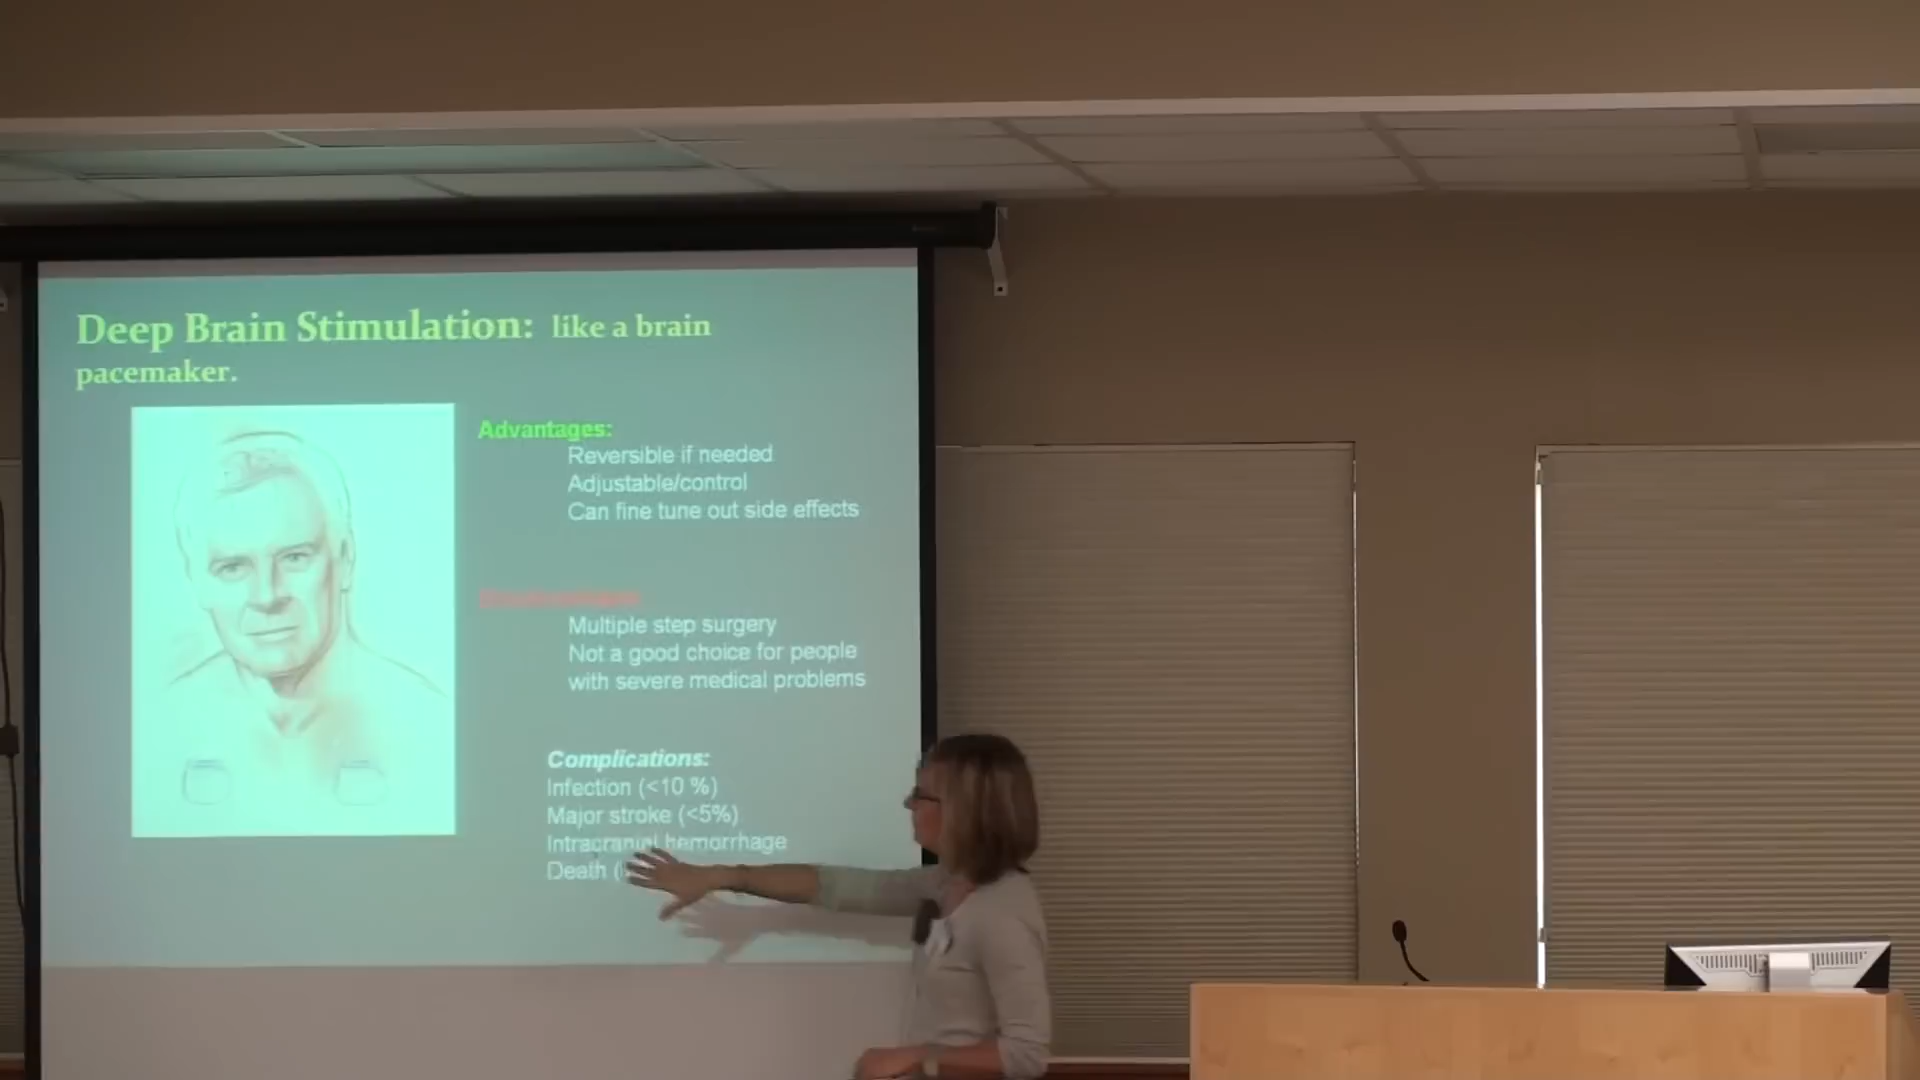 Deep Brain Stimulation: like a brain
pacemaker.
Advantages:
Reversible if needed
Adjustable/control
Can fine tune out side effects
Multiple step surgery
Not a good choice for people
with severe medical problems
Complications:
Infection (<10 %)
Major stroke (<5%)
Intracranial hemorrhage
Death (